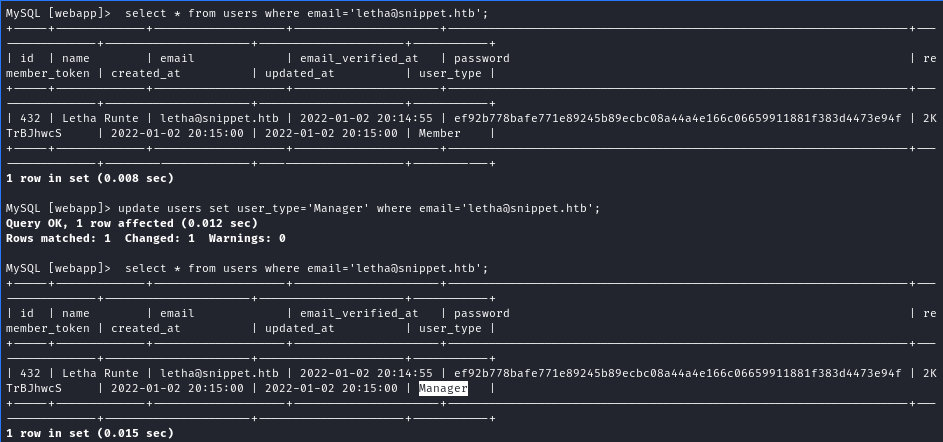 MySQL [webapp]>  select * from users where email='letha@snippet.htb';
+-----+-------------+-------------------+---------------------+------------------------------------------------------------------+---
-------------+---------------------+---------------------+-----------+
| id  | name        | email             | email_verified_at   | password                                                         | re
member_token | created_at          | updated_at          | user_type |
+-----+-------------+-------------------+---------------------+------------------------------------------------------------------+---
-------------+---------------------+---------------------+-----------+
| 432 | Letha Runte | letha@snippet.htb | 2022-01-02 20:14:55 | ef92b778bafe771e89245b89ecbc08a44a4e166c06659911881f383d4473e94f | 2K
TrBJhwcS     | 2022-01-02 20:15:00 | 2022-01-02 20:15:00 | Member    |
+-----+-------------+-------------------+---------------------+------------------------------------------------------------------+---
-------------+---------------------+---------------------+-----------+
1 row in set (0.008 sec)
MySQL [webapp]> update users set user_type='Manager' where email='letha@snippet.htb';
Query OK, 1 row affected (0.012 sec)
Rows matched: 1  Changed: 1  Warnings: 0
MySQL [webapp]>  select * from users where email='letha@snippet.htb';
+-----+-------------+-------------------+---------------------+------------------------------------------------------------------+---
-------------+---------------------+---------------------+-----------+
| id  | name        | email             | email_verified_at   | password                                                         | re
member_token | created_at          | updated_at          | user_type |
+-----+-------------+-------------------+---------------------+------------------------------------------------------------------+---
-------------+---------------------+---------------------+-----------+
| 432 | Letha Runte | letha@snippet.htb | 2022-01-02 20:14:55 | ef92b778bafe771e89245b89ecbc08a44a4e166c06659911881f383d4473e94f | 2K
TrBJhwcS     | 2022-01-02 20:15:00 | 2022-01-02 20:15:00 | Manager   |
+-----+-------------+-------------------+---------------------+------------------------------------------------------------------+---
-------------+---------------------+---------------------+-----------+
1 row in set (0.015 sec)